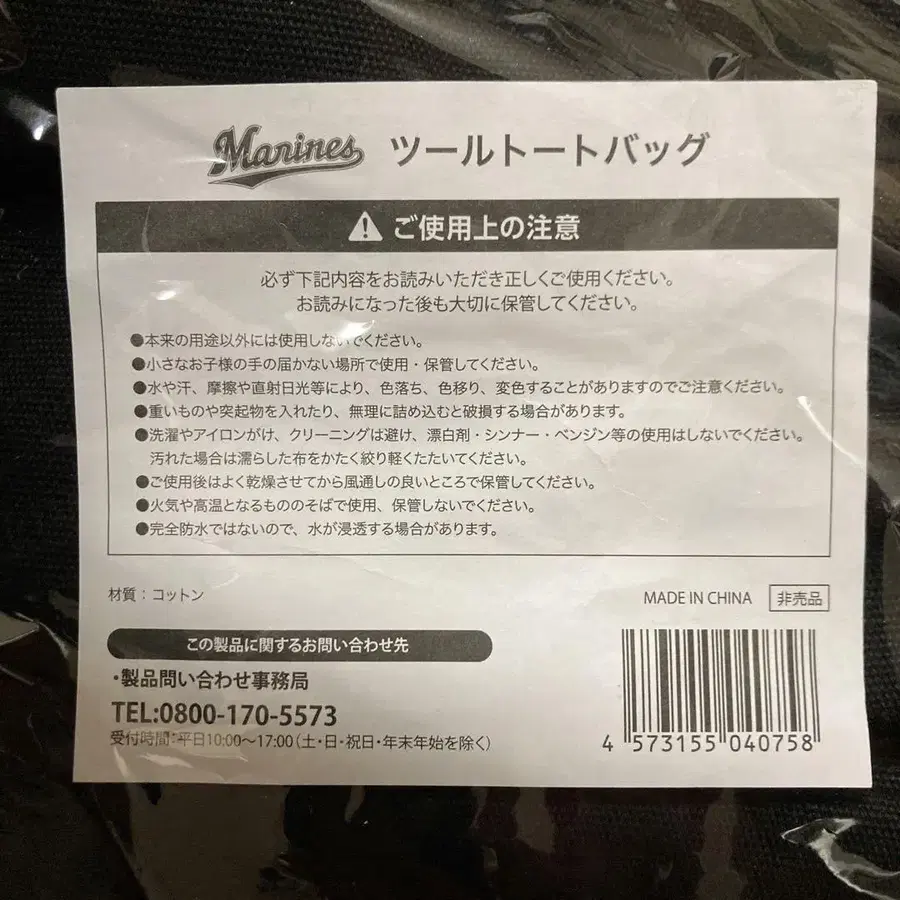 Marines ツールトートバッグ
ご使用上の注意
必ず下記内容をお読みいただき正しくご使用ください。
お読みになった後も大切に保管してください。
●本来の用途以外には使用しないでください。
●小さなお子様の手の届かない場所で使用・保管してください。
●水や汗、摩擦や直射日光等により、色落ち、色移り、変色することがありますのでご注意ください。
●重いものや突起物を入れたり、無理に詰め込むと破損する場合があります。
●洗濯やアイロンがけ、クリーニングは避け、漂白剤・シンナー・ベンジン等の使用はしないでください。
汚れた場合は濡らした布をかたく絞り軽くたたいてください。
●ご使用後はよく乾燥させてから風通しの良いところで保管してください。
●火気や高温となるもののそばで使用、保管しないでください。
●完全防水ではないので、水が浸透する場合があります。
材質：コットン
MADE IN CHINA 非売品
この製品に関するお問い合わせ先
・製品問い合わせ事務局
TEL:0800-170-5573
受付時間：平日10:00～17:00（土・日・祝日・年末年始を除く）
4 573155 040758